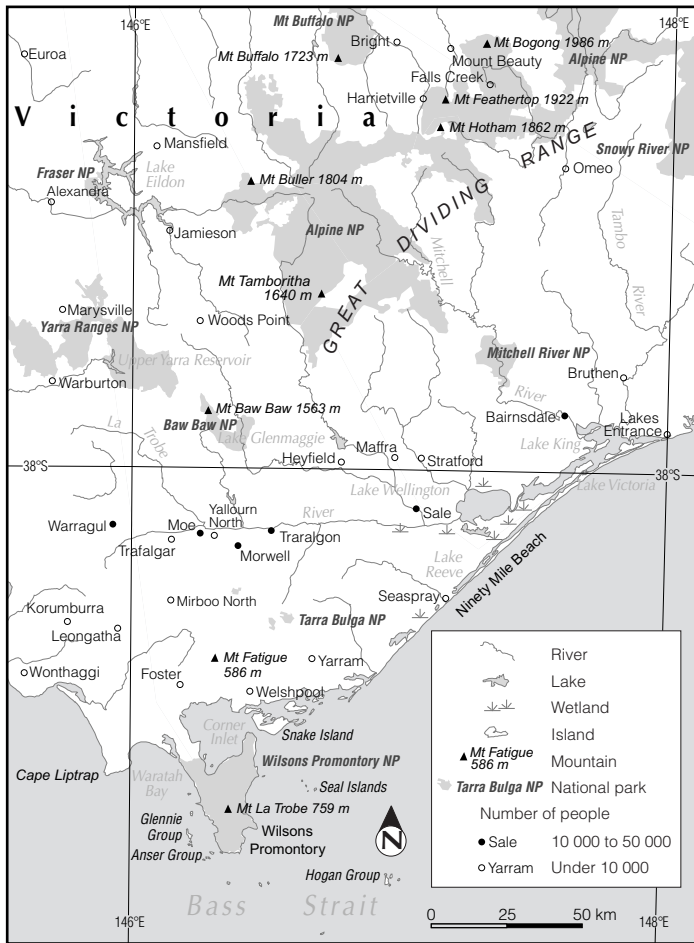 146°E
148°E
Mt Buffalo NP
Bright
Mt Bogong 1986 m
Euroa
Mt Buffalo 1723 m
Mount Beauty
Alpine NP
Falls Creek
Harrietville
Mt Feathertop 1922 m
Victoria
Mt Hotham 1862 m
Mansfield
Snowy River NP
Lake
Eildon
Fraser NP
Omeo
Alexandra
Mt Buller 1804 m
GREAT DIVIDING RANGE
Jamieson
Alpine NP
Mitchell
Tambo
River
Mt Tamboritha
1640 m
Marysville
Woods Point
Yarra Ranges NP
Mitchell River NP
Upper Yarra Reservoir
Warburton
Bruthen
River
Mt Baw Baw 1563 m
Bairnsdale
Lakes
Entrance
La
Trobe
Baw Baw NP
Lake Glenmaggie
Maffra
Lake King
Heyfield
Stratford
38°S
38°S
Lake Wellington
Lake Victoria
Sale
Warragul
Yallourn
North
Moe
River
Traralgon
Trafalgar
Morwell
Ninety Mile Beach
Lake
Reeve
Seaspray
Mirboo North
Korumburra
Tarra Bulga NP
Leongatha
Wonthaggi
Mt Fatigue
586 m
Yarram
Foster
Welshpool
Corner
Inlet
Snake Island
Cape Liptrap
Wilsons Promontory NP
Waratah
Bay
Seal Islands
Mt La Trobe 759 m
Glennie
Group
Wilsons
Promontory
Anser Group
N
Hogan Group
Bass Strait
146°E
148°E
River
Lake
Wetland
Island
Mt Fatigue
586 m
Mountain
Tarra Bulga NP
National park
Number of people
Sale 10 000 to 50 000
Yarram Under 10 000
0 25 50 km